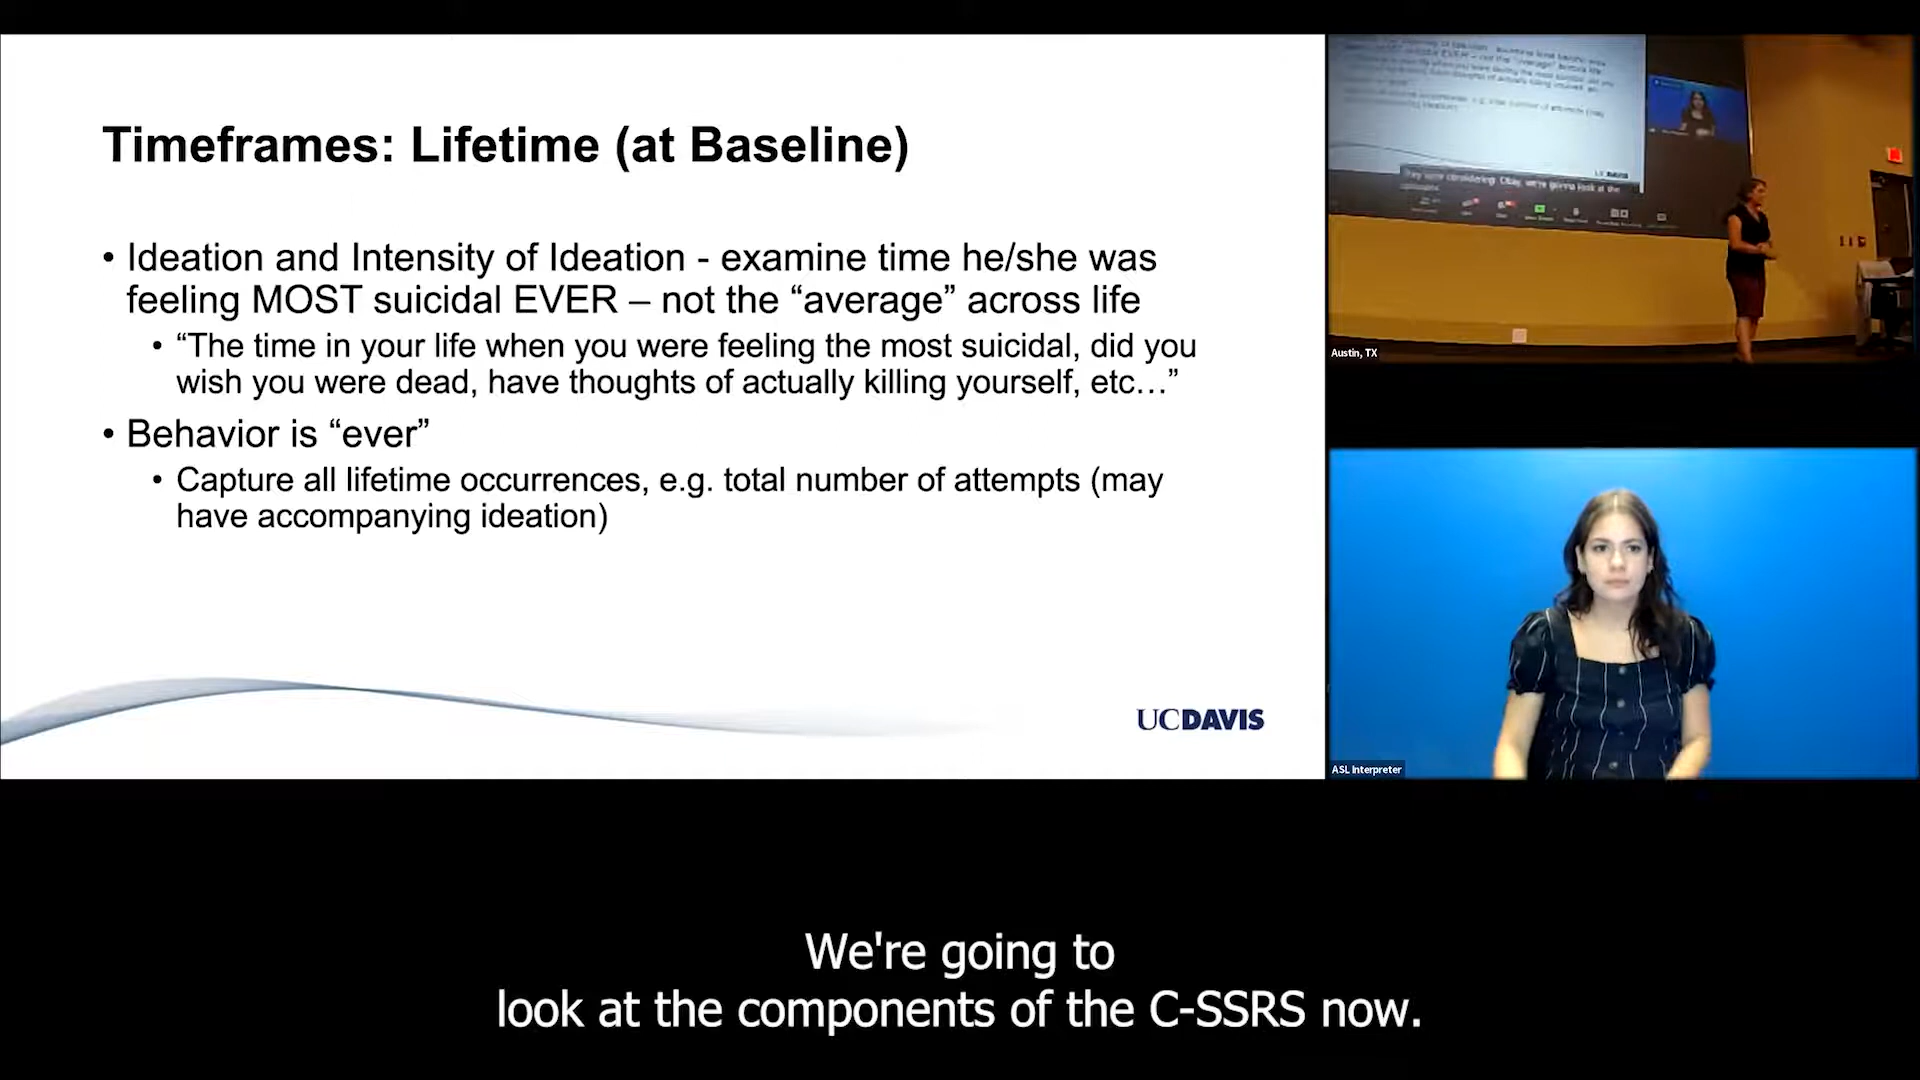 Timeframes: Lifetime (at Baseline)
• Ideation and Intensity of Ideation - examine time he/she was
feeling MOST suicidal EVER – not the “average” across life
• “The time in your life when you were feeling the most suicidal, did you
wish you were dead, have thoughts of actually killing yourself, etc…”
• Behavior is “ever”
• Capture all lifetime occurrences, e.g. total number of attempts (may
have accompanying ideation)
UCDAVIS
UCDAVIS
Austin, TX
ASL Interpreter
We're going to
look at the components of the C-SSRS now.